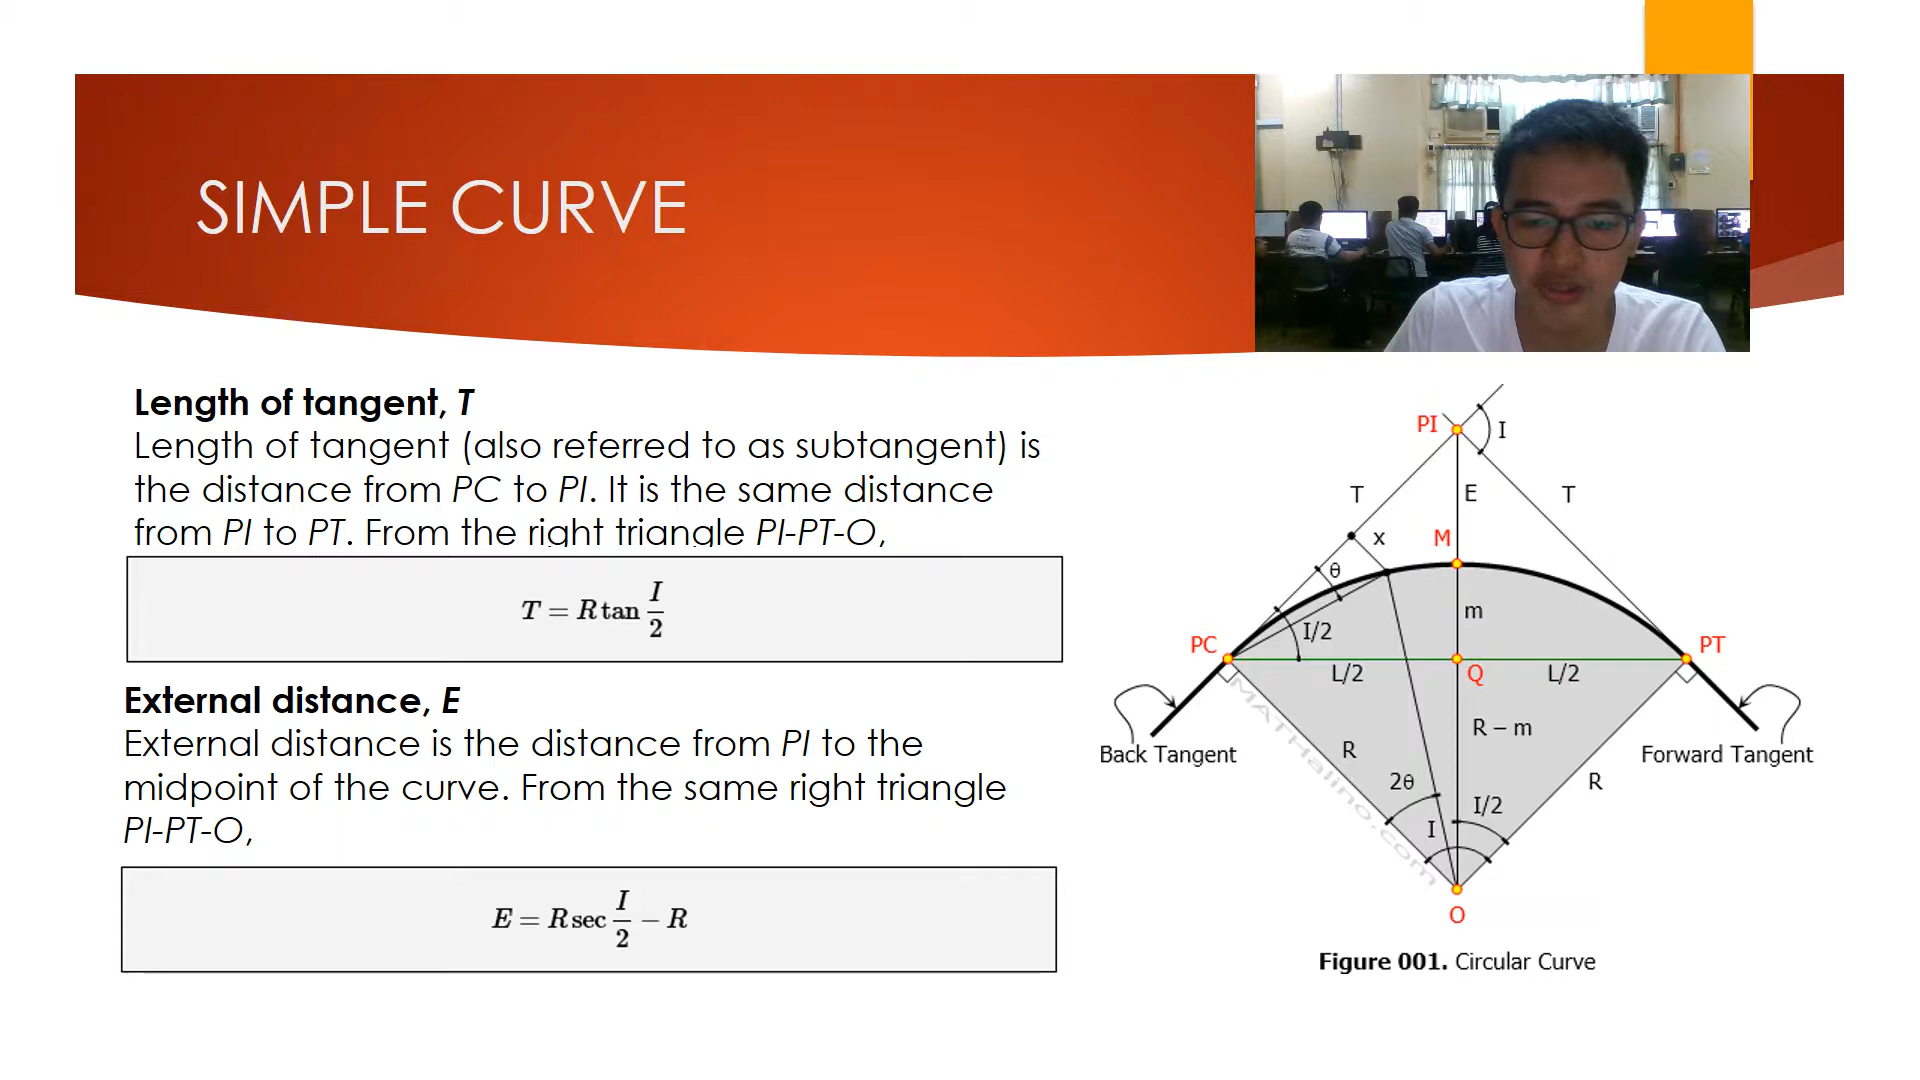 SIMPLE CURVE
Length of tangent, T
Length of tangent (also referred to as subtangent) is
the distance from PC to PI. It is the same distance
from PI to PT. From the right triangle PI-PT-O,
T = R tan I/2
External distance, E
External distance is the distance from PI to the
midpoint of the curve. From the same right triangle
PI-PT-O,
E = R sec I/2 − R
PI
I
T
E
T
x
M
θ
m
I/2
PC
PT
L/2
Q
L/2
R − m
Back Tangent
R
Forward Tangent
2θ
R
I/2
I
MATHalino.com
O
Figure 001. Circular Curve